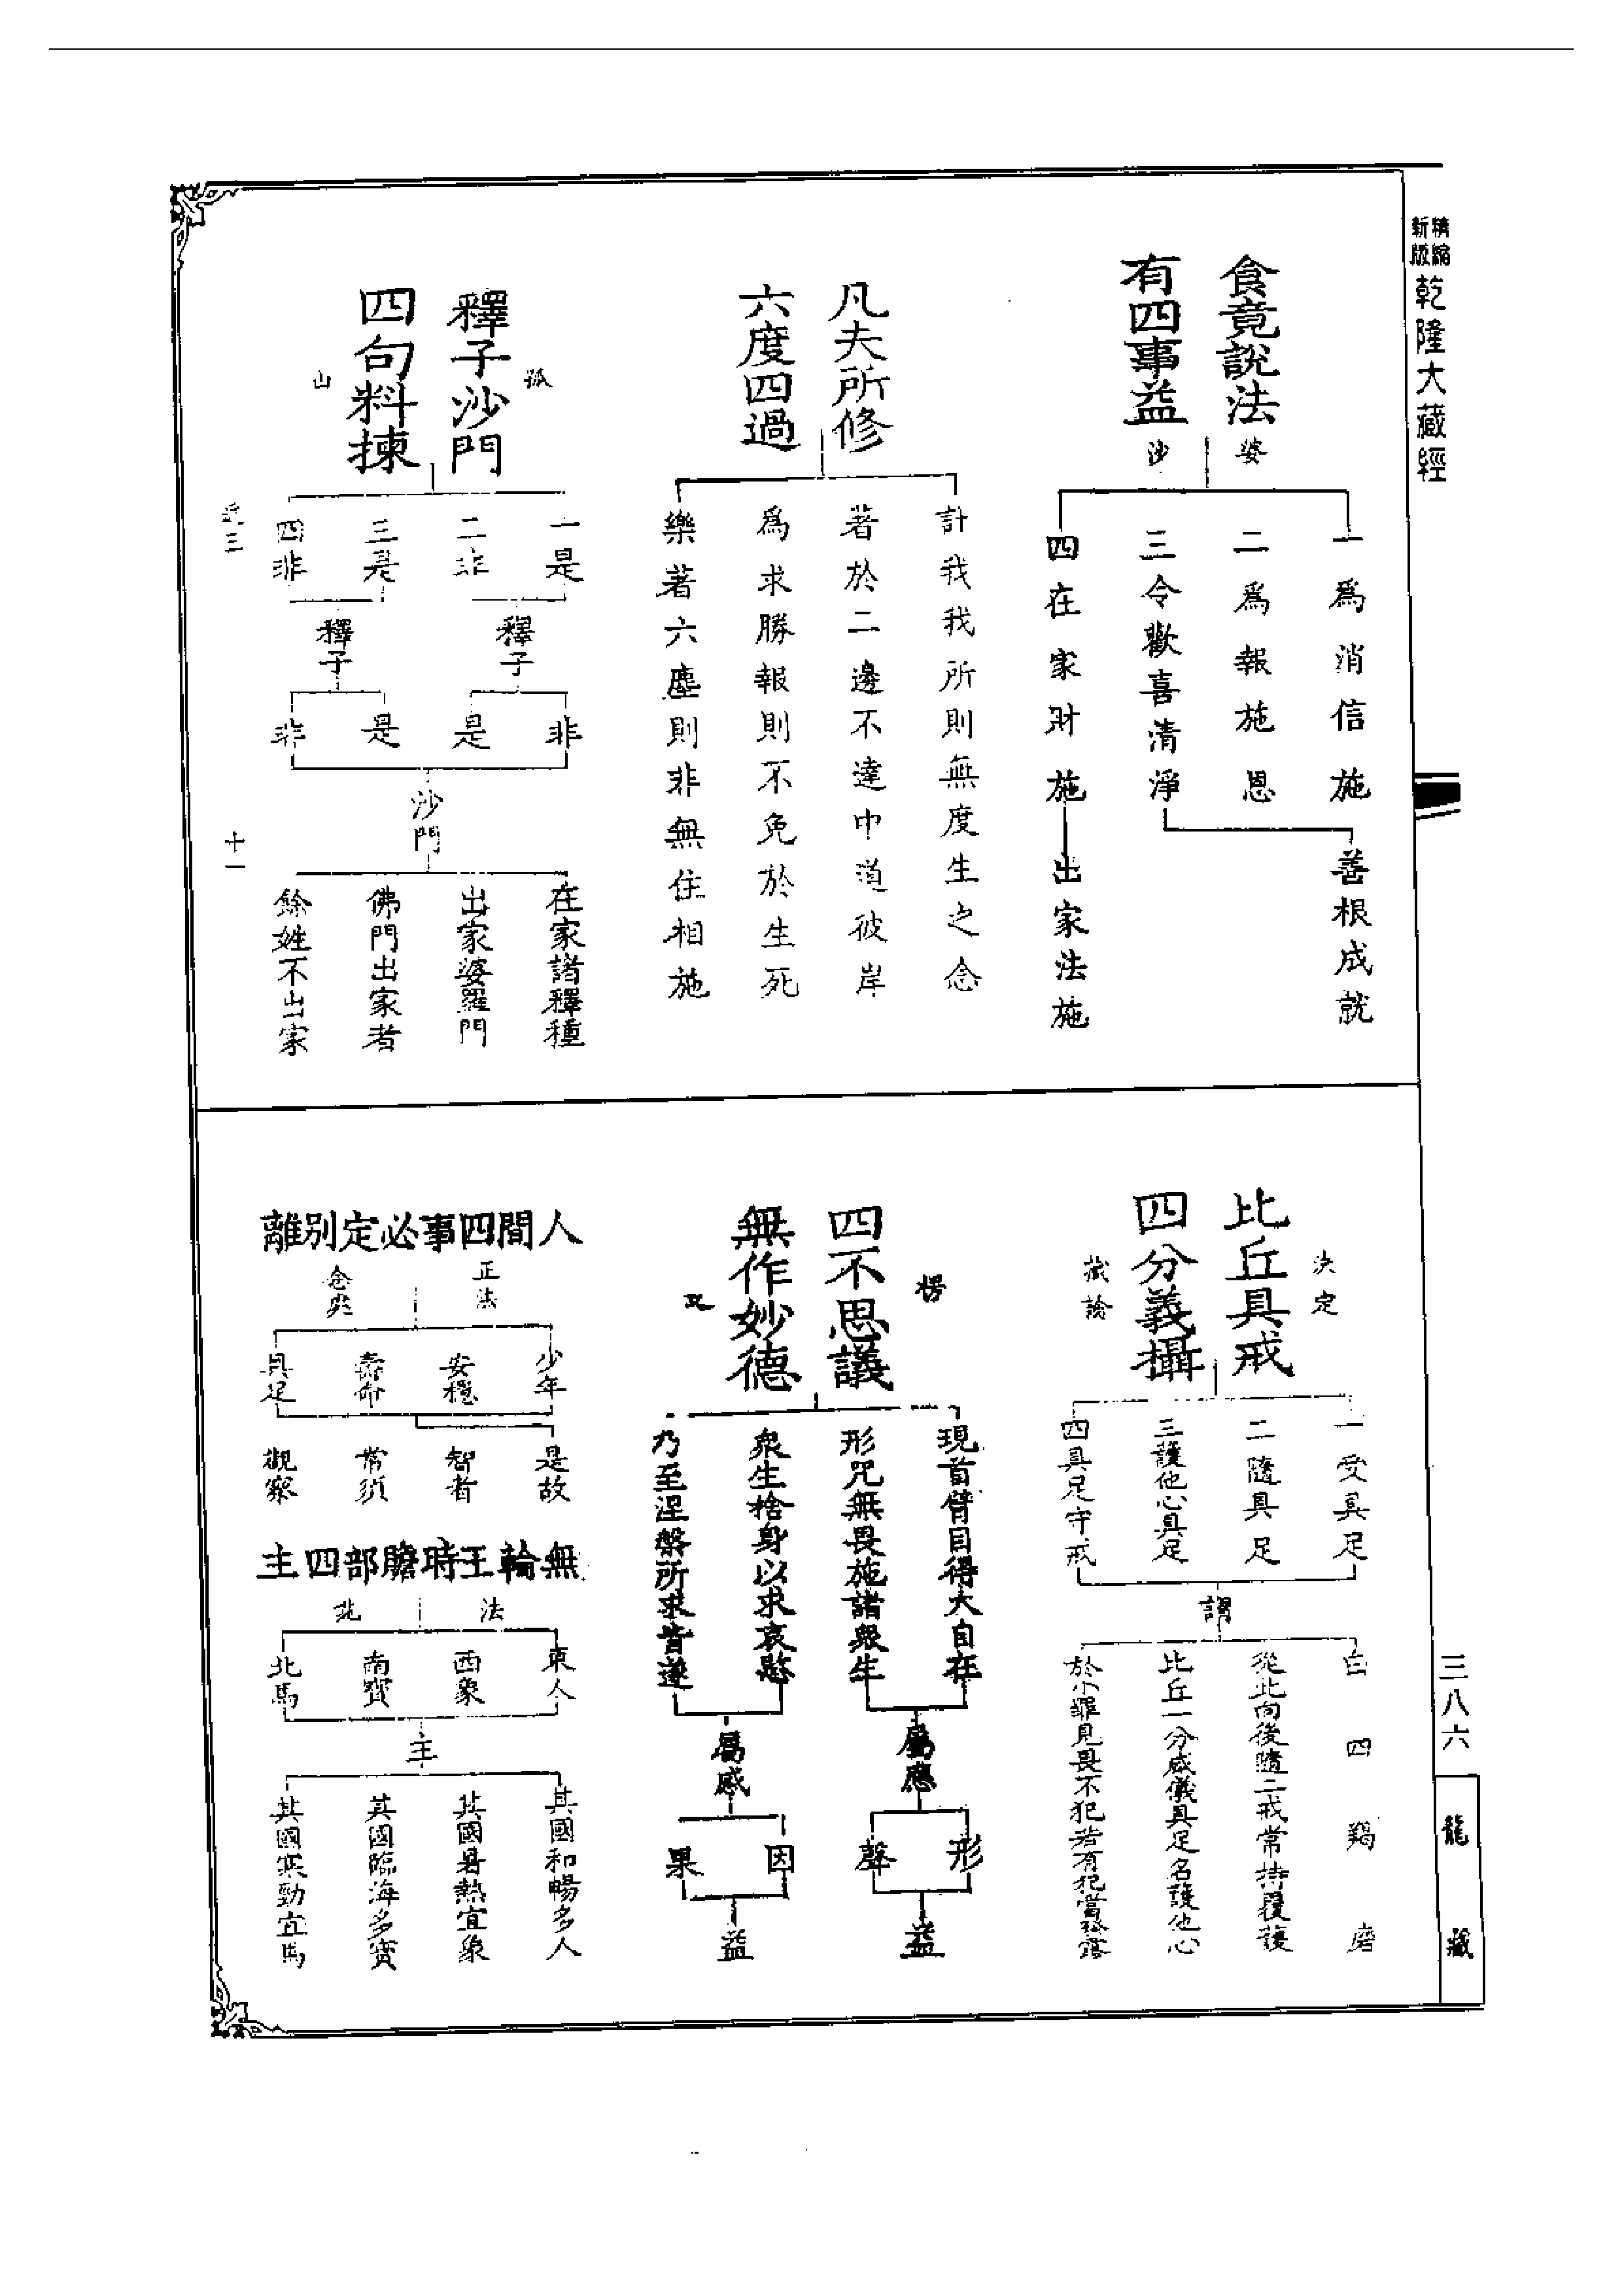 精縮
新版
乾隆大藏經
食竟說法
有四事益
婆
沙
一為消信施
二為報施恩
三令歡喜清淨
四在家財施
善根成就
出家法施
凡夫所修
六度四過
計我我所則無度生之念
著於二邊不達中道彼岸
為求勝報則不免於生死
樂著六塵則非無住相施
孤
釋子沙門
四句料揀
山
一是
二非
三是
四非
釋子
釋子
非
是
是
非
沙門
在家諸釋種
出家婆羅門
佛門出家者
餘姓不出家
十一
決定
比丘具戒
四分義攝
藏論
一受具足
二隨具足
三護他心具足
四具足守戒
謂
白四羯磨
從此向後隨二戒常持覆護
比丘一分威儀具足名護他心
於小罪見畏不犯若有犯當發露
楞
四不思議
無作妙德
現首臂目得大自在
形咒無畏施諸眾生
眾生捨身以求哀愍
乃至涅槃所求皆遂
屬應
屬感
形
聲
因
果
益
益
人間四事必定別離
正法
念處
少年
安穩
壽命
具足
是故
智者
常須
觀察
無輪王時贍部四主
法
東人
西象
南寶
北馬
主
其國和暢多人
其國暑熱宜象
其國臨海多寶
其國寒勁宜馬
三八六
龍藏